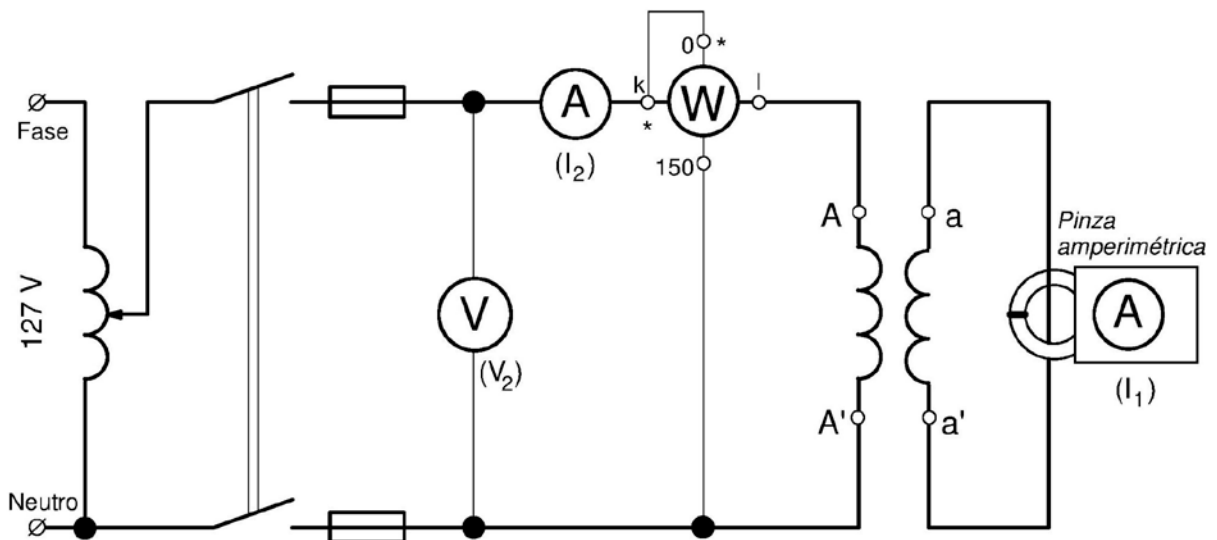 Fase
127 V
Neutro
A
(I₂)
k
*
0 *
W
l
150
V
(V₂)
A
A'
a
a'
Pinza
amperimétrica
A
(I₁)